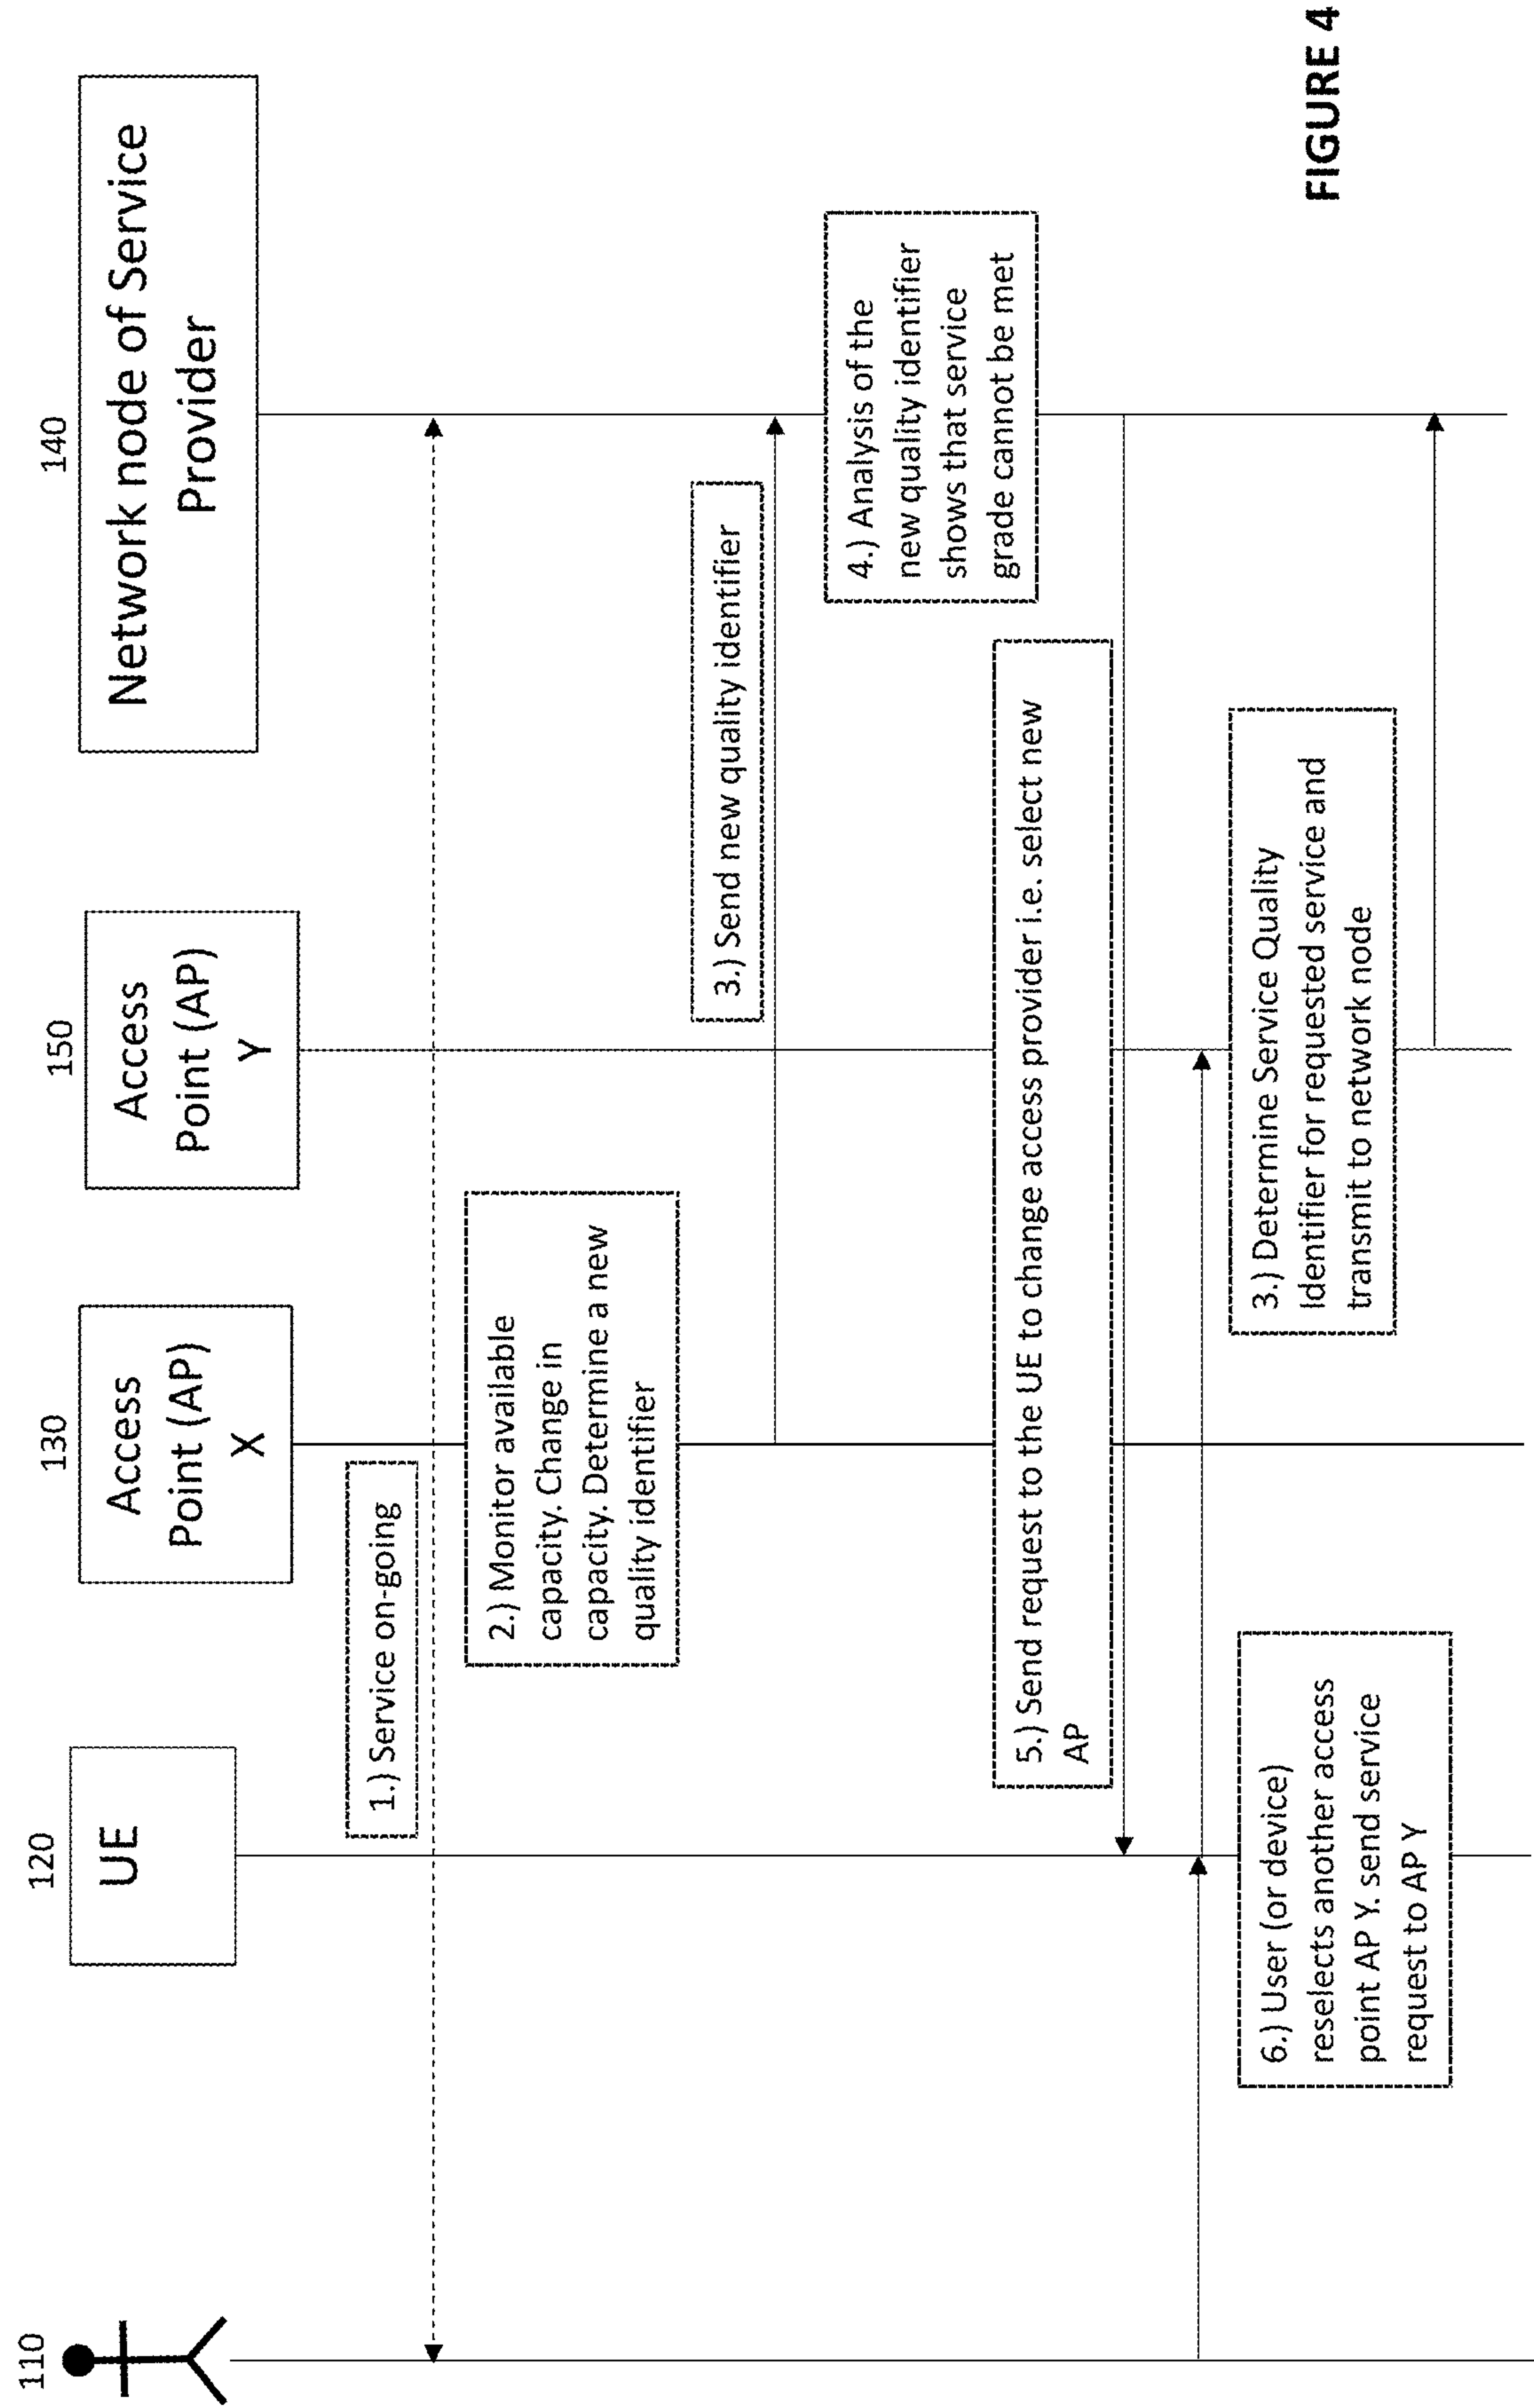 110
120
130
150
140
UE
Access
Point (AP)
X
Access
Point (AP)
Y
Network node of Service
Provider
1.) Service on-going
2.) Monitor available
capacity. Change in
capacity. Determine a new
quality identifier
3.) Send new quality identifier
4.) Analysis of the
new quality identifier
shows that service
grade cannot be met
5.) Send request to the UE to change access provider i.e. select new
AP
6.) User (or device)
reselects another access
point AP Y. send service
request to AP Y
3.) Determine Service Quality
Identifier for requested service and
transmit to network node
FIGURE 4